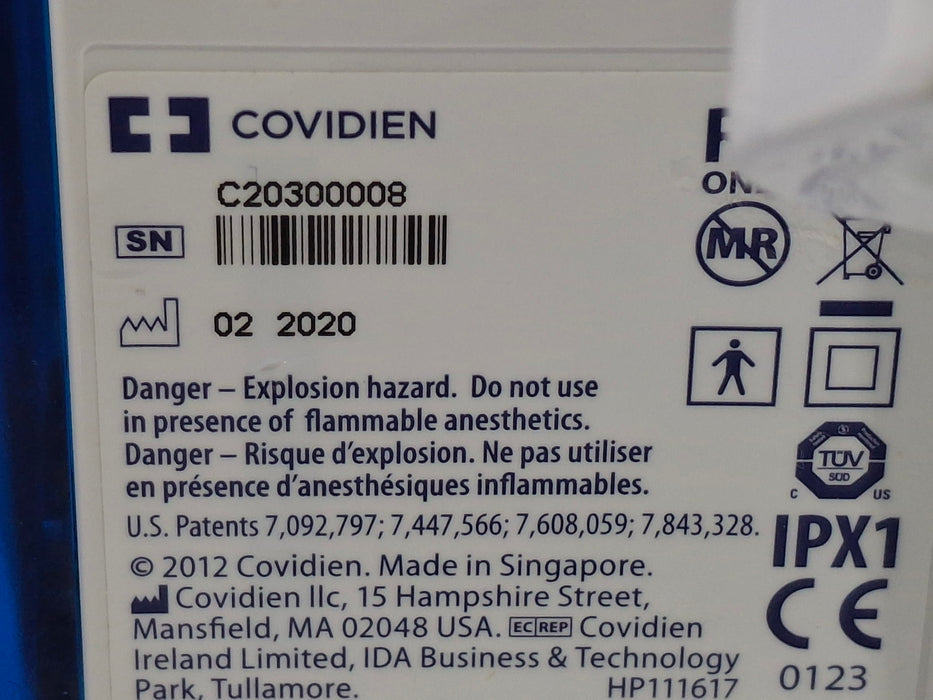 COVIDIEN
C20300008
SN
02 2020
MR
Danger – Explosion hazard. Do not use
in presence of flammable anesthetics.
Danger – Risque d’explosion. Ne pas utiliser
en présence d’anesthésiques inflammables.
TÜV
SÜD
C US
U.S. Patents 7,092,797; 7,447,566; 7,608,059; 7,843,328.
IPX1
© 2012 Covidien. Made in Singapore.
Covidien llc, 15 Hampshire Street,
Mansfield, MA 02048 USA. EC REP Covidien
Ireland Limited, IDA Business & Technology
Park, Tullamore. HP111617
CE
0123